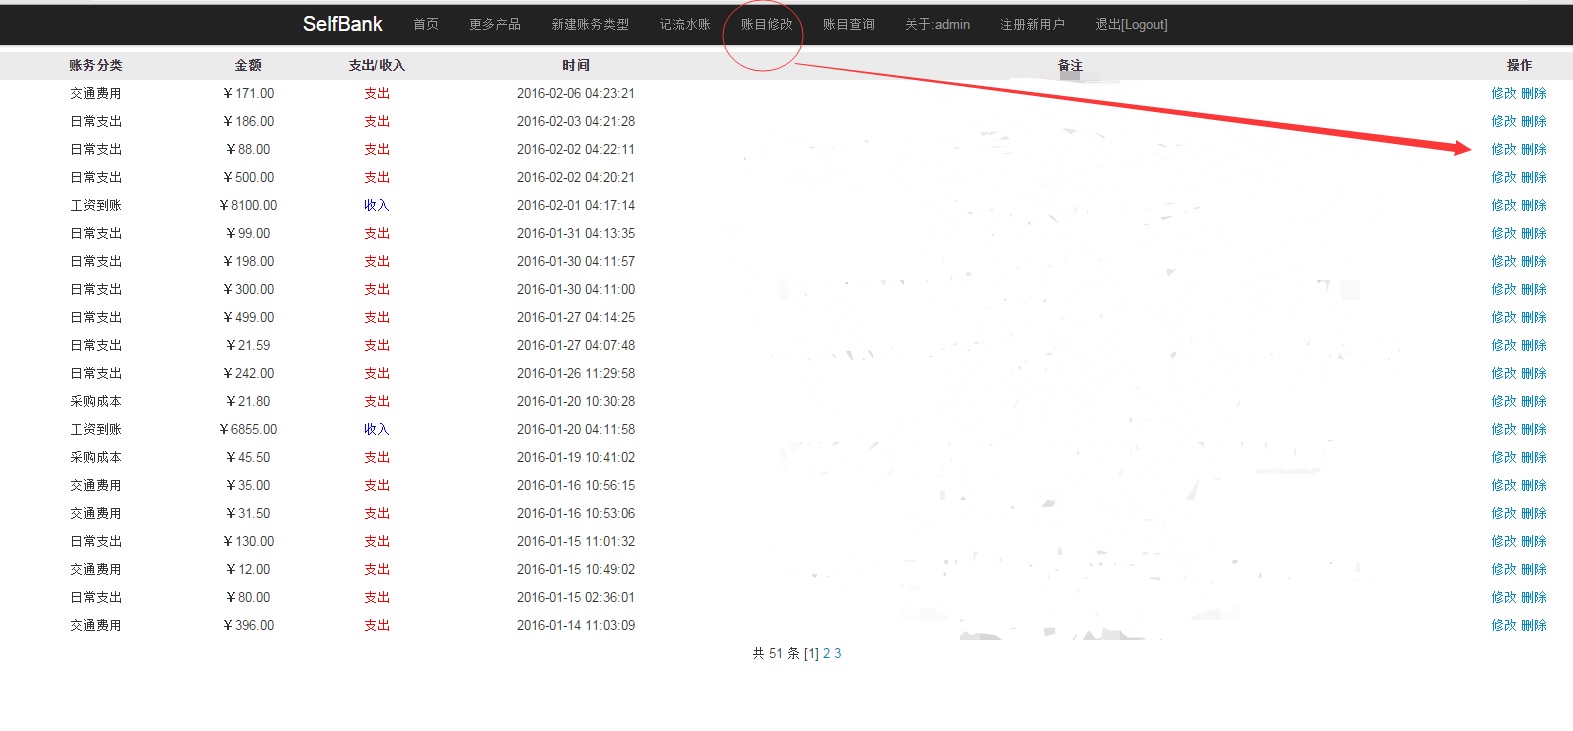 SelfBank 首页 更多产品 新建账务类型 记流水账 账目修改 账目查询 关于:admin 注册新用户 退出[Logout]
账务分类 金额 支出/收入 时间 备注 操作
交通费用 ￥171.00 支出 2016-02-06 04:23:21 修改 删除
日常支出 ￥186.00 支出 2016-02-03 04:21:28 修改 删除
日常支出 ￥88.00 支出 2016-02-02 04:22:11 修改 删除
日常支出 ￥500.00 支出 2016-02-02 04:20:21 修改 删除
工资到账 ￥8100.00 收入 2016-02-01 04:17:14 修改 删除
日常支出 ￥99.00 支出 2016-01-31 04:13:35 修改 删除
日常支出 ￥198.00 支出 2016-01-30 04:11:57 修改 删除
日常支出 ￥300.00 支出 2016-01-30 04:11:00 修改 删除
日常支出 ￥499.00 支出 2016-01-27 04:14:25 修改 删除
日常支出 ￥21.59 支出 2016-01-27 04:07:48 修改 删除
日常支出 ￥242.00 支出 2016-01-26 11:29:58 修改 删除
采购成本 ￥21.80 支出 2016-01-20 10:30:28 修改 删除
工资到账 ￥6855.00 收入 2016-01-20 04:11:58 修改 删除
采购成本 ￥45.50 支出 2016-01-19 10:41:02 修改 删除
交通费用 ￥35.00 支出 2016-01-16 10:56:15 修改 删除
交通费用 ￥31.50 支出 2016-01-16 10:53:06 修改 删除
日常支出 ￥130.00 支出 2016-01-15 11:01:32 修改 删除
交通费用 ￥12.00 支出 2016-01-15 10:49:02 修改 删除
日常支出 ￥80.00 支出 2016-01-15 02:36:01 修改 删除
交通费用 ￥396.00 支出 2016-01-14 11:03:09 修改 删除
共 51 条 [1] 2 3